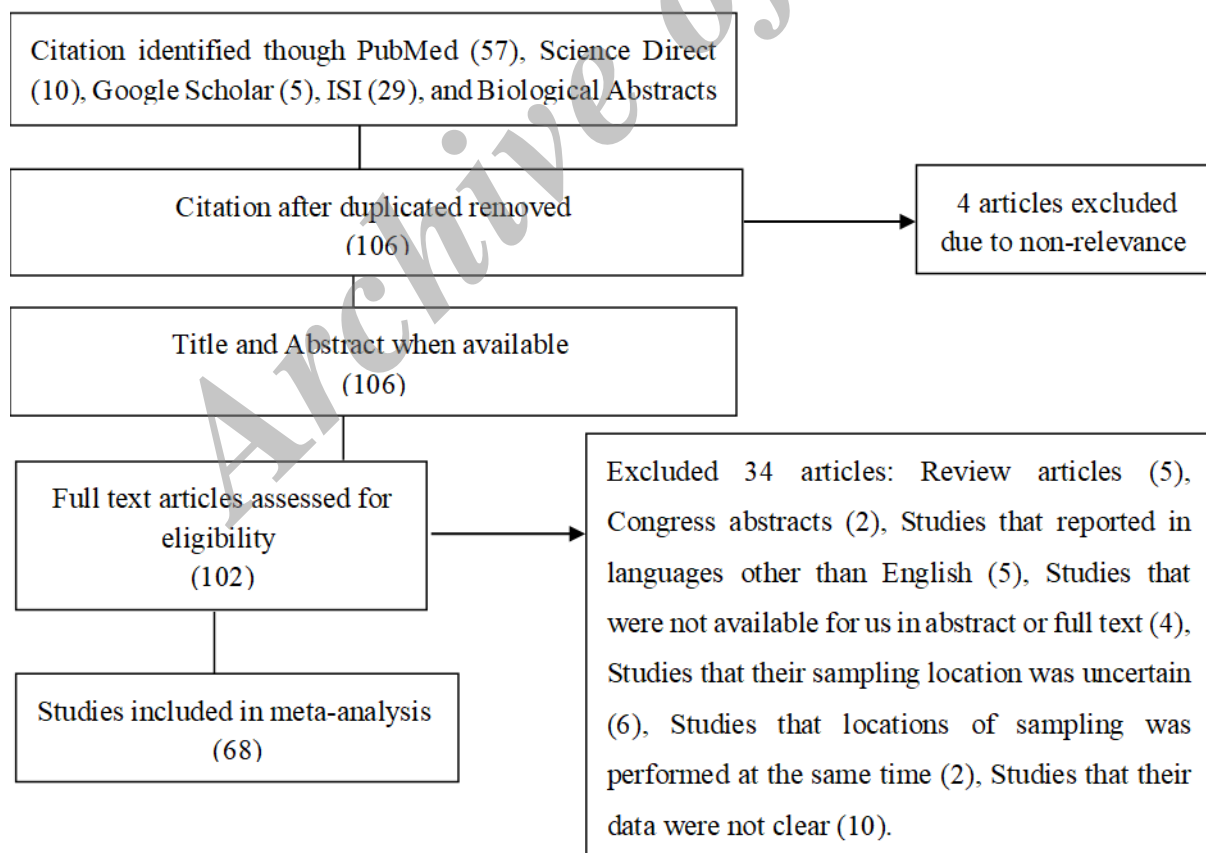 Citation identified though PubMed (57), Science Direct
(10), Google Scholar (5), ISI (29), and Biological Abstracts
Citation after duplicated removed
(106)
4 articles excluded
due to non-relevance
Title and Abstract when available
(106)
Full text articles assessed for
eligibility
(102)
Excluded 34 articles: Review articles (5),
Congress abstracts (2), Studies that reported in
languages other than English (5), Studies that
were not available for us in abstract or full text (4),
Studies that their sampling location was uncertain
(6), Studies that locations of sampling was
performed at the same time (2), Studies that their
data were not clear (10).
Studies included in meta-analysis
(68)
Archive of